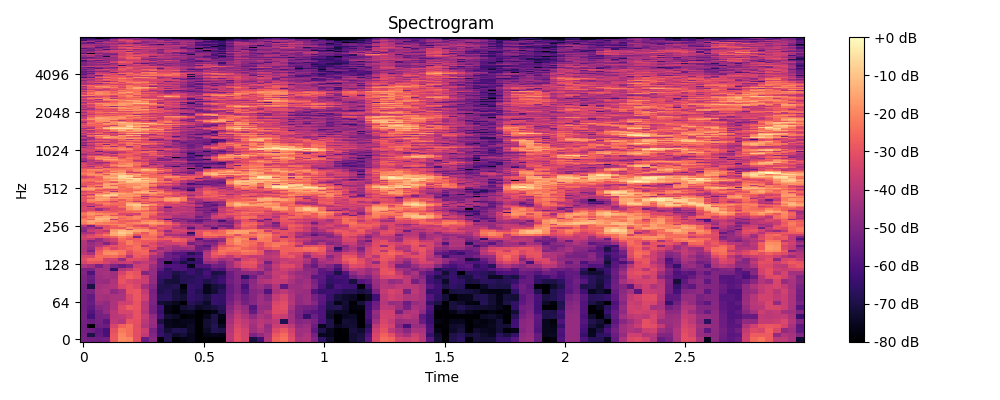 Spectrogram
+0 dB
4096
-10 dB
2048
-20 dB
1024
-30 dB
Hz
512
-40 dB
256
-50 dB
128
-60 dB
64
-70 dB
0
-80 dB
0 0.5 1 1.5 2 2.5
Time